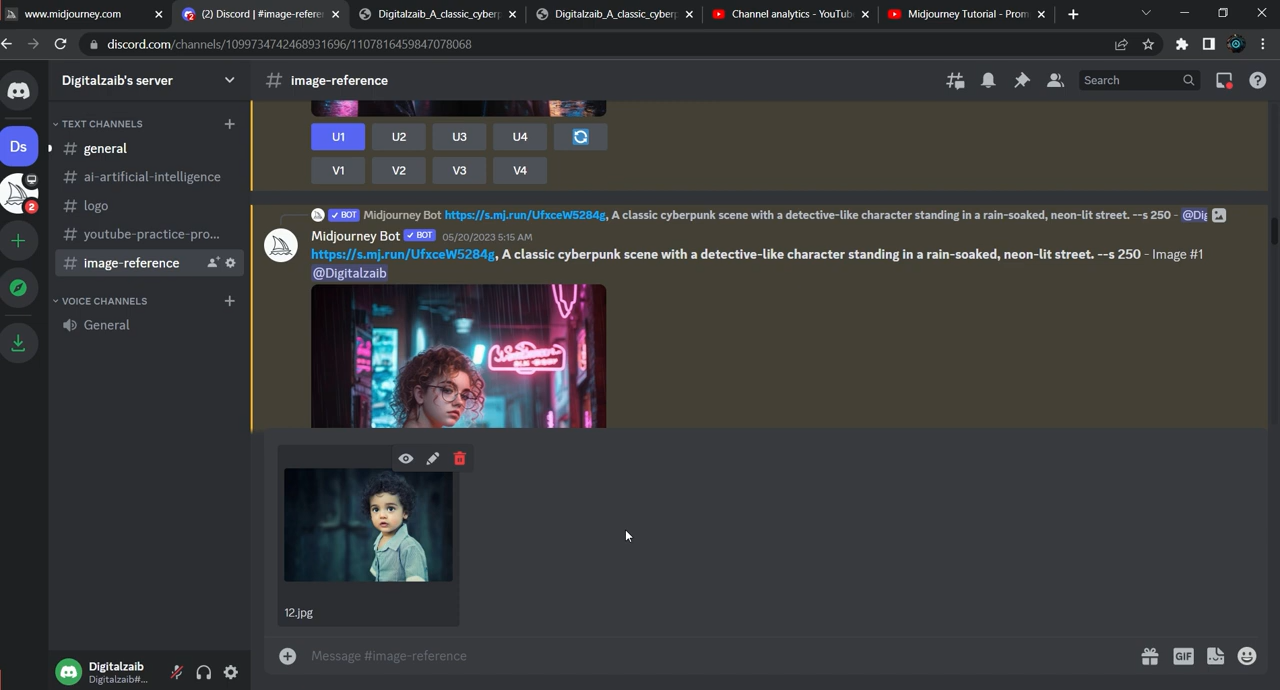 www.midjourney.com
(2) Discord | #image-refere
Digitalzaib_A_classic_cyberp
Digitalzaib_A_classic_cyberp
Channel analytics - YouTub
Midjourney Tutorial - Prom
discord.com/channels/1099734742468931696/1107816459847078068
Digitalzaib's server
# image-reference
Search
TEXT CHANNELS
# general
# ai-artificial-intelligence
# logo
# youtube-practice-pro...
# image-reference
VOICE CHANNELS
General
Ds
2
U1 U2 U3 U4
V1 V2 V3 V4
BOT Midjourney Bot https://s.mj.run/UfxceW5284g, A classic cyberpunk scene with a detective-like character standing in a rain-soaked, neon-lit street. --s 250 - @Dig
Midjourney Bot BOT 05/20/2023 5:15 AM
https://s.mj.run/UfxceW5284g, A classic cyberpunk scene with a detective-like character standing in a rain-soaked, neon-lit street. --s 250 - Image #1
@Digitalzaib
12.jpg
Message #image-reference
GIF
Digitalzaib
Digitalzaib#...